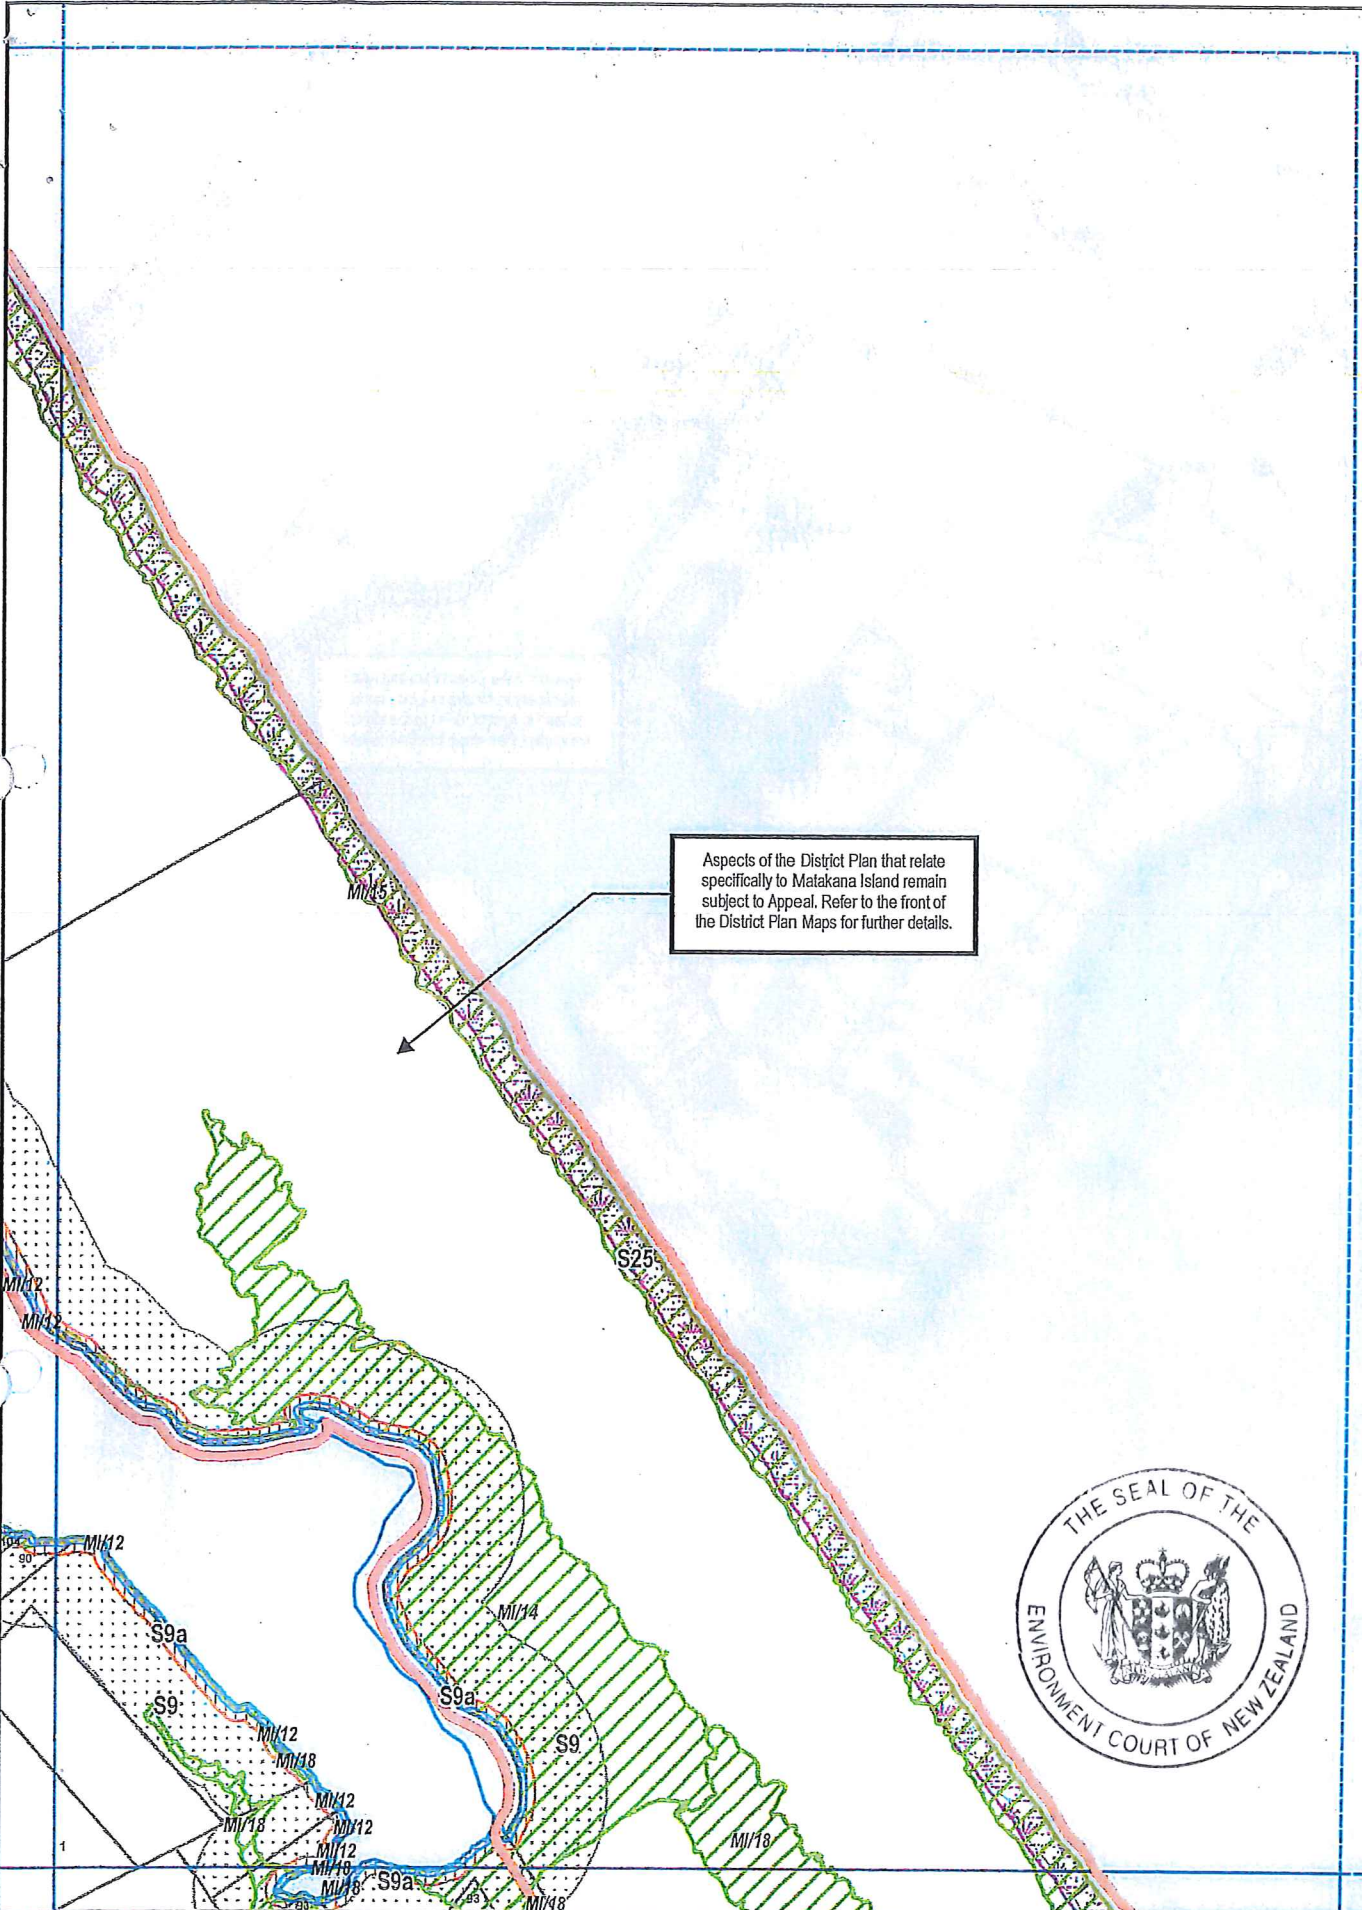 MI/15
Aspects of the District Plan that relate
specifically to Matakana Island remain
subject to Appeal. Refer to the front of
the District Plan Maps for further details.
S25
MI/12
MI/12
THE SEAL OF THE
ENVIRONMENT COURT OF NEW ZEALAND
MI/12
90
MI/14
S9a
S9a
S9
S9
MI/12
MI/18
MI/12
MI/18
MI/12
MI/18
1
MI/12
MI/18
S9a
MI/18
93
93
MI/18